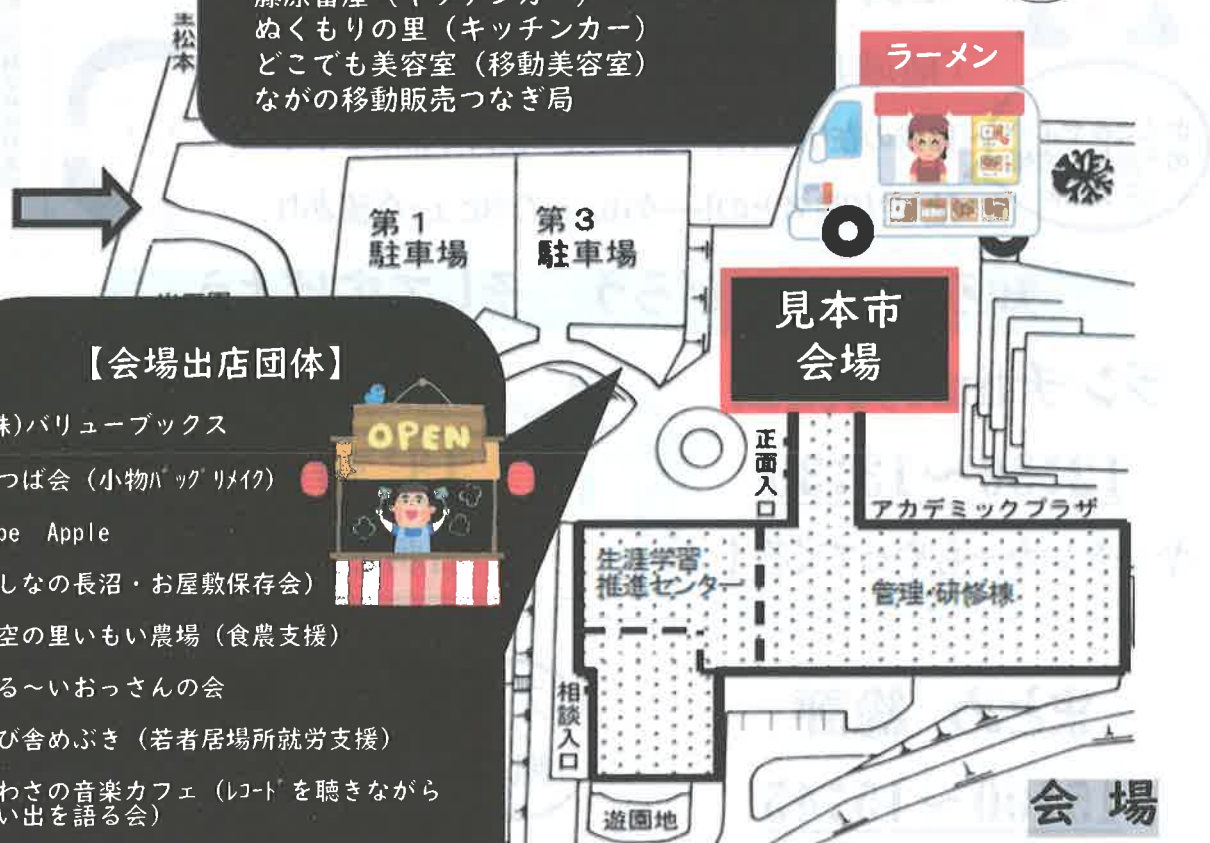 ぬくもりの里（キッチンカー）
どこでも美容室（移動美容室）
ながの移動販売つなぎ局
松本
ラーメン
第1
駐車場
第3
駐車場
見本市
会場
【会場出店団体】
株)バリューブックス
つば会（小物ﾊﾞｯｸﾞﾘﾒｲｸ）
OPEN
pe Apple
しなの長沼・お屋敷保存会）
空の里いもい農場（食農支援）
る～いおっさんの会
び舎めぶき（若者居場所就労支援）
わさの音楽カフェ（ﾚｺｰﾄﾞを聴きながら
い出を語る会）
正面入口
アカデミックプラザ
生涯学習
推進センター
管理・研修棟
相談入口
遊園地
会 場